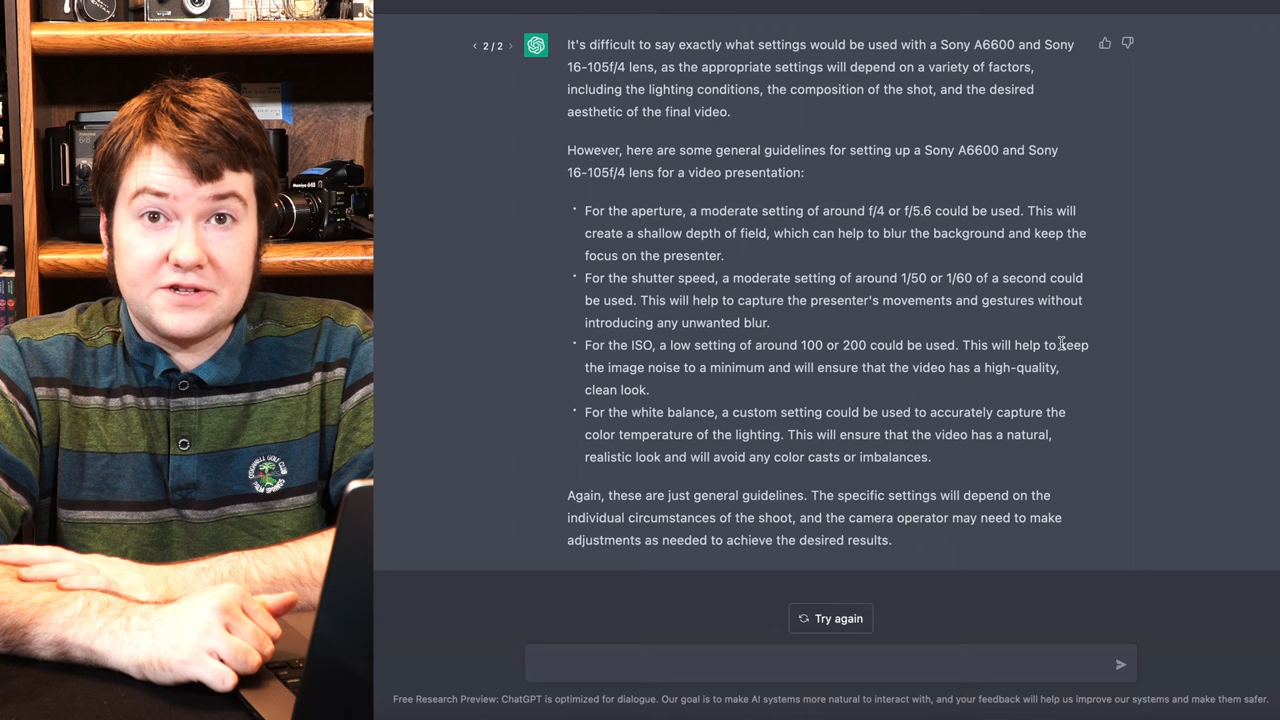 mamiya 645
2 / 2
It's difficult to say exactly what settings would be used with a Sony A6600 and Sony
16-105f/4 lens, as the appropriate settings will depend on a variety of factors,
including the lighting conditions, the composition of the shot, and the desired
aesthetic of the final video.
However, here are some general guidelines for setting up a Sony A6600 and Sony
16-105f/4 lens for a video presentation:
• For the aperture, a moderate setting of around f/4 or f/5.6 could be used. This will
create a shallow depth of field, which can help to blur the background and keep the
focus on the presenter.
• For the shutter speed, a moderate setting of around 1/50 or 1/60 of a second could
be used. This will help to capture the presenter's movements and gestures without
introducing any unwanted blur.
• For the ISO, a low setting of around 100 or 200 could be used. This will help to keep
the image noise to a minimum and will ensure that the video has a high-quality,
clean look.
• For the white balance, a custom setting could be used to accurately capture the
color temperature of the lighting. This will ensure that the video has a natural,
realistic look and will avoid any color casts or imbalances.
Again, these are just general guidelines. The specific settings will depend on the
individual circumstances of the shoot, and the camera operator may need to make
adjustments as needed to achieve the desired results.
Try again
Free Research Preview: ChatGPT is optimized for dialogue. Our goal is to make AI systems more natural to interact with, and your feedback will help us improve our systems and make them safer.